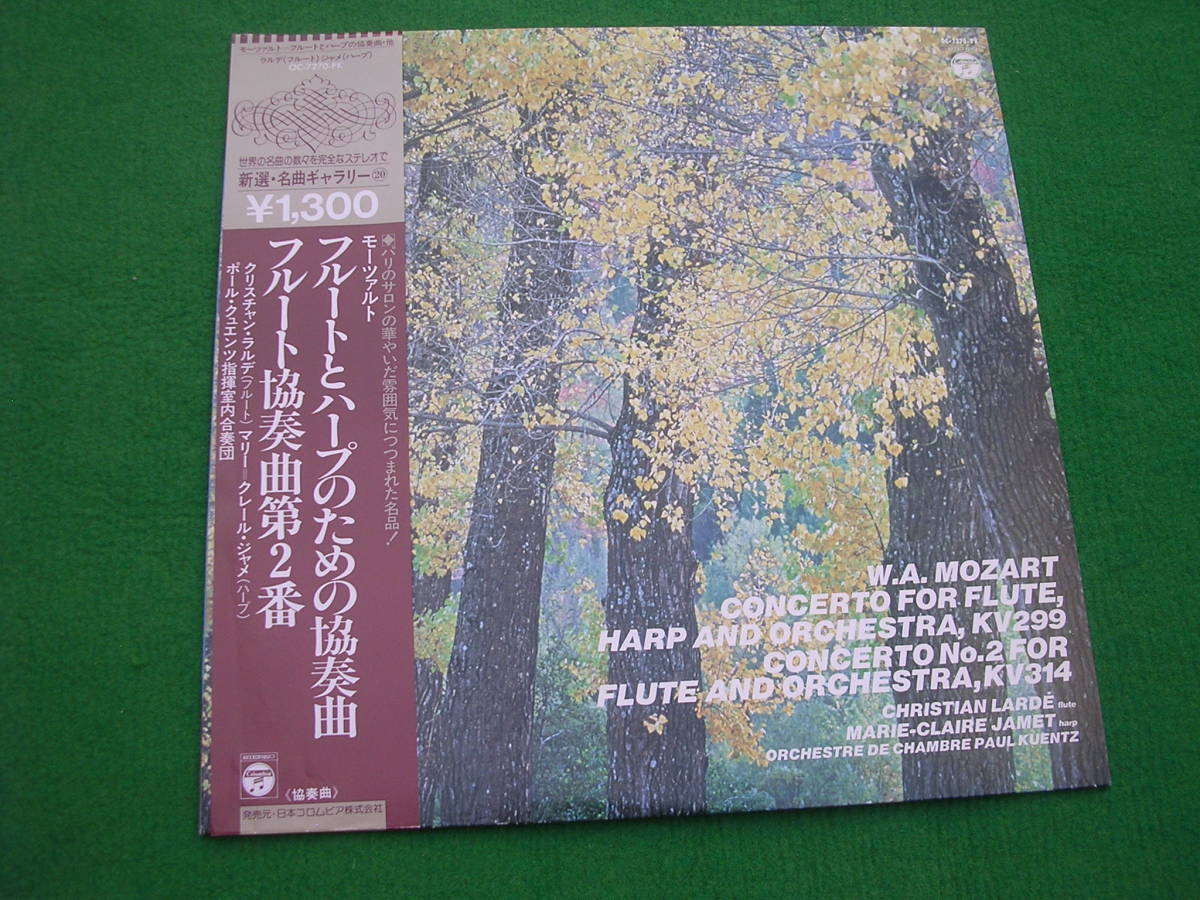 モーツァルト=フルートとハープの協奏曲・他
ラルデ(フルート) ジャメ(ハープ)
OC-7270-PK
世界の名曲の数々を完全なステレオで
新選・名曲ギャラリー⑳
¥1,300
◆パリのサロンの華やいだ雰囲気につつまれた名品!
モーツァルト
フルートとハープのための協奏曲
フルート協奏曲第2番
クリスチャン・ラルデ(フルート) マリー=クレール・ジャメ(ハープ)
ポール・クェンツ指揮室内合奏団
Columbia
《協奏曲》
発売元・日本コロムビア株式会社
OC-7270-PK
Columbia
W.A. MOZART
CONCERTO FOR FLUTE,
HARP AND ORCHESTRA, KV299
CONCERTO No.2 FOR
FLUTE AND ORCHESTRA, KV314
CHRISTIAN LARDÉ flute
MARIE-CLAIRE JAMET harp
ORCHESTRE DE CHAMBRE PAUL KUENTZ